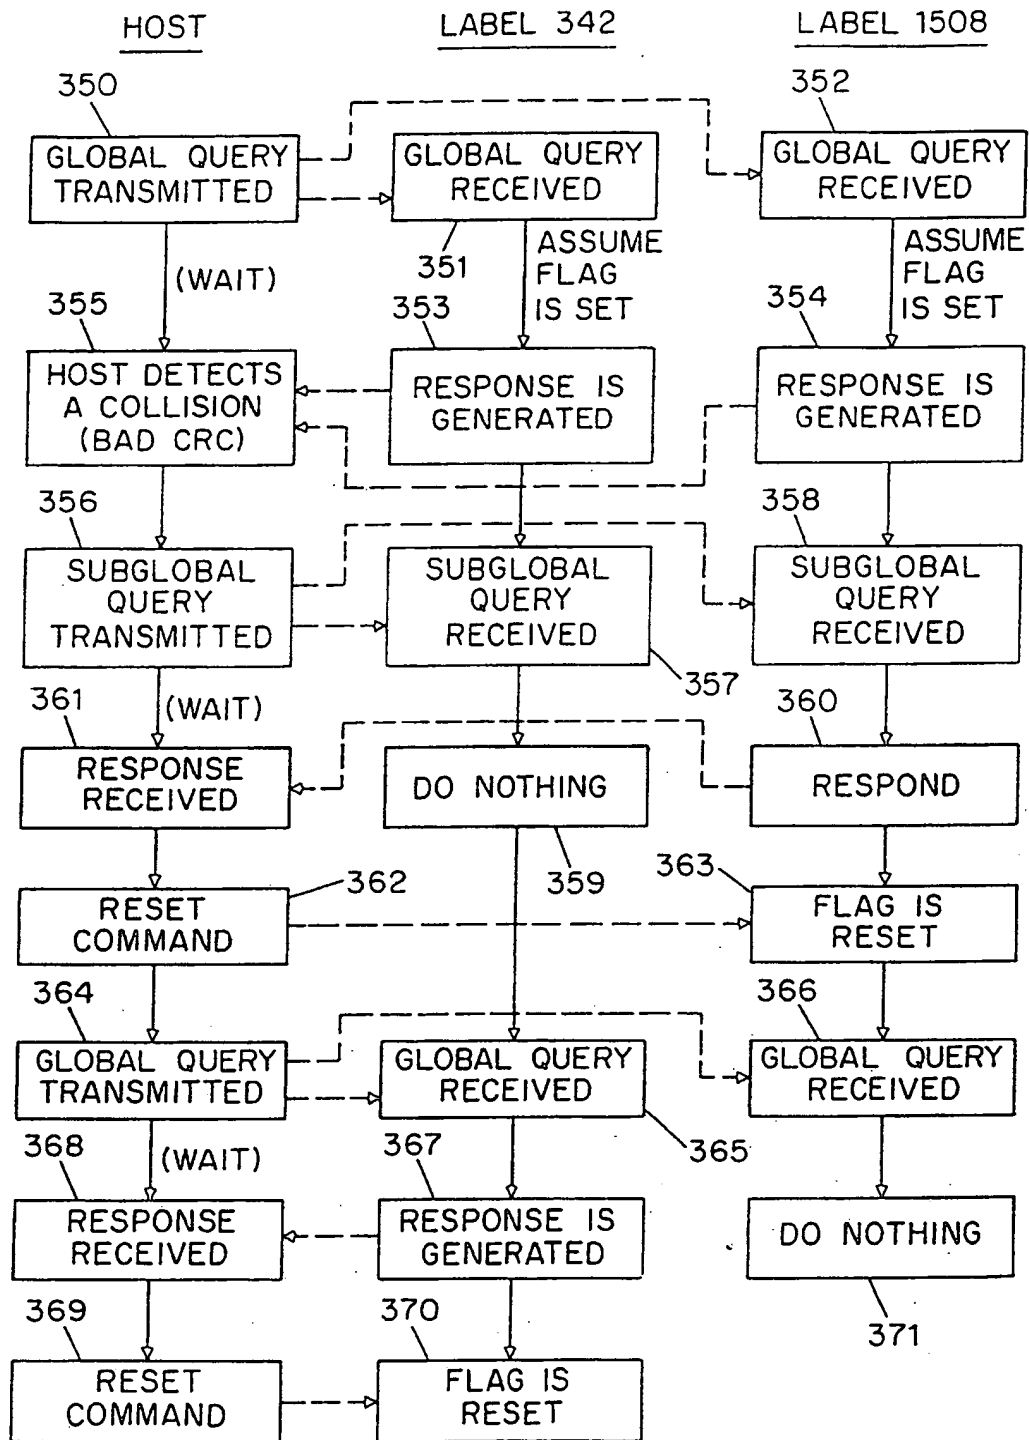 HOST
LABEL 342
LABEL 1508
350
352
GLOBAL QUERY
TRANSMITTED
GLOBAL QUERY
RECEIVED
GLOBAL QUERY
RECEIVED
(WAIT)
351
ASSUME
FLAG
IS SET
ASSUME
FLAG
IS SET
355
353
354
HOST DETECTS
A COLLISION
(BAD CRC)
RESPONSE IS
GENERATED
RESPONSE IS
GENERATED
356
358
SUBGLOBAL
QUERY
TRANSMITTED
SUBGLOBAL
QUERY
RECEIVED
SUBGLOBAL
QUERY
RECEIVED
357
361
(WAIT)
360
RESPONSE
RECEIVED
DO NOTHING
RESPOND
362
359
363
RESET
COMMAND
FLAG IS
RESET
364
366
GLOBAL QUERY
TRANSMITTED
GLOBAL QUERY
RECEIVED
GLOBAL QUERY
RECEIVED
368
(WAIT)
367
365
RESPONSE
RECEIVED
RESPONSE IS
GENERATED
DO NOTHING
369
370
371
RESET
COMMAND
FLAG IS
RESET